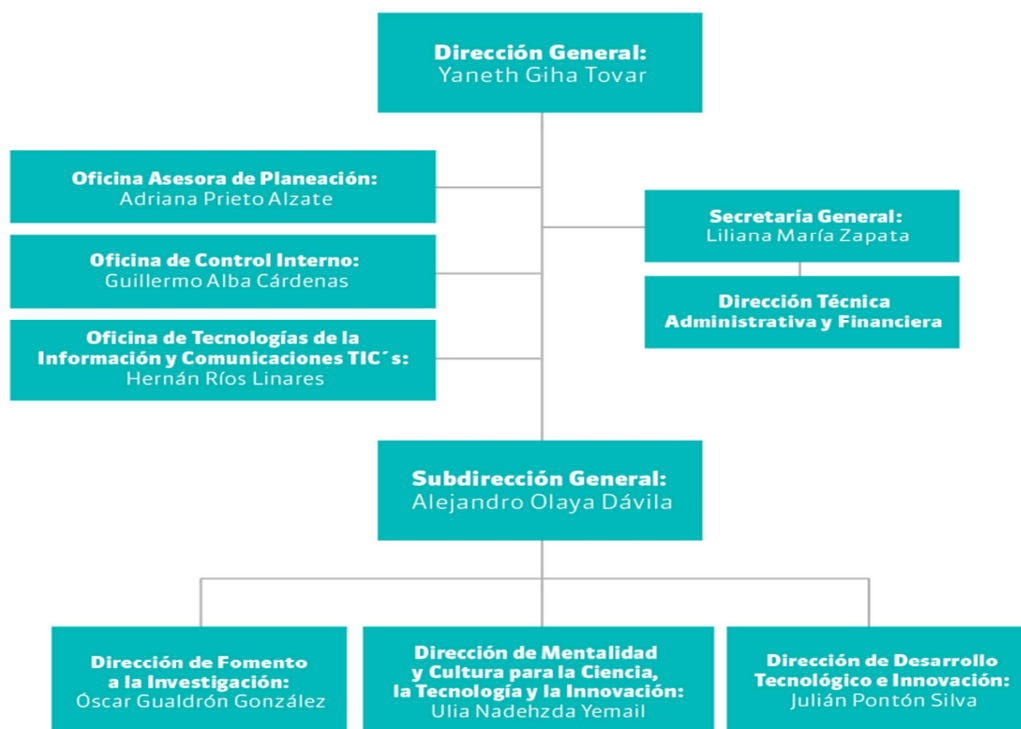 Dirección General:
Yaneth Giha Tovar
Oficina Asesora de Planeación:
Adriana Prieto Alzate
Secretaría General:
Liliana María Zapata
Oficina de Control Interno:
Guillermo Alba Cárdenas
Dirección Técnica
Administrativa y Financiera
Oficina de Tecnologías de la
Información y Comunicaciones TIC´s:
Hernán Ríos Linares
Subdirección General:
Alejandro Olaya Dávila
Dirección de Fomento
a la Investigación:
Óscar Gualdrón González
Dirección de Mentalidad
y Cultura para la Ciencia,
la Tecnología y la Innovación:
Ulia Nadehzda Yemail
Dirección de Desarrollo
Tecnológico e Innovación:
Julián Pontón Silva